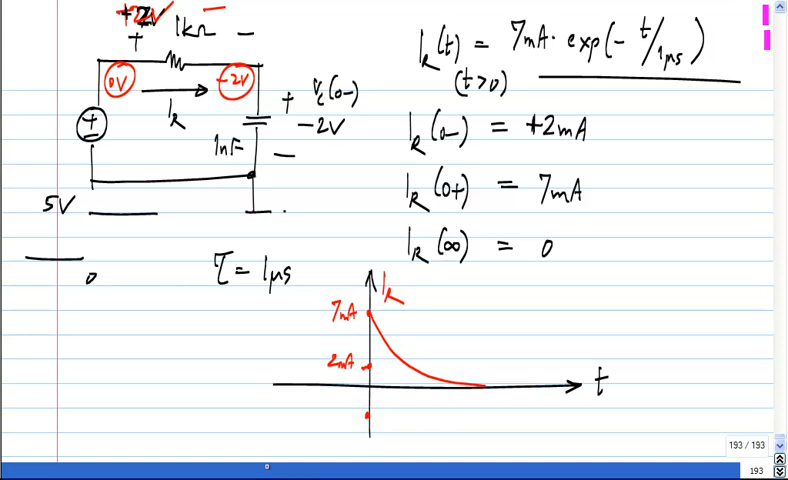 +2V 1kΩ
+ −
0V −2V
I_R
+ −
+ v_c(0−)
−2V
1nF −
5V
0
τ = 1μs
I_R(t) = 7mA · exp(− t/1μs)
(t>0)
I_R(0−) = +2mA
I_R(0+) = 7mA
I_R(∞) = 0
I_R
7mA
2mA
t
193 / 193
193